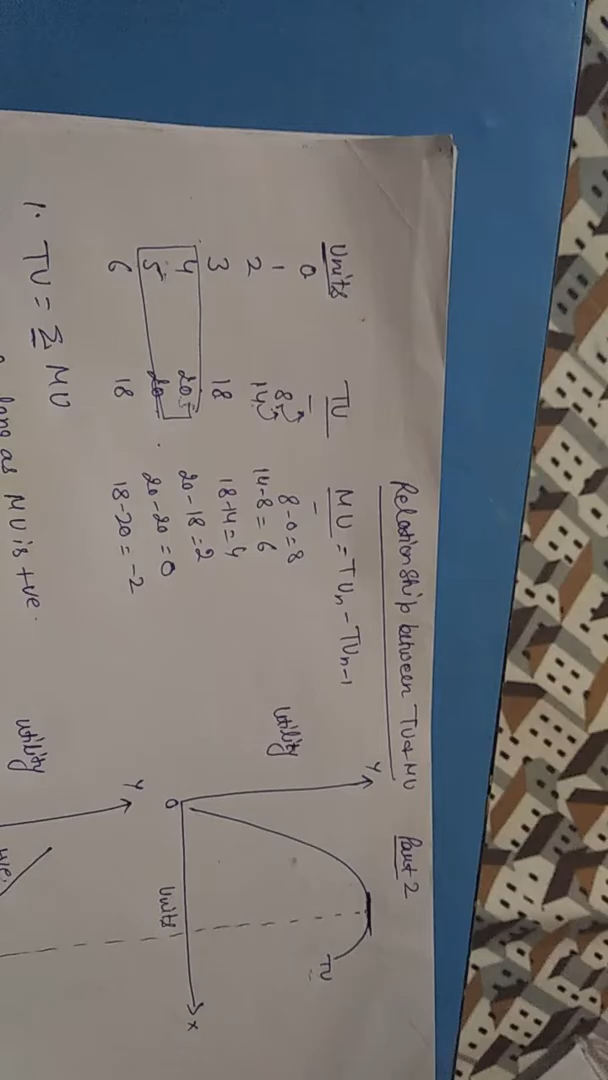 Relationship between TU & MU Part 2
Units TU MU = TUn - TUn-1
0 - -
1 8 8-0=8
2 14 14-8=6
3 18 18-14=4
4 20 20-18=2
5 20 20-20=0
6 18 18-20=-2
1. TU = Σ MU
long as MU is +ve.
Y
Utility
TU
O
Units
X
Y
Utility